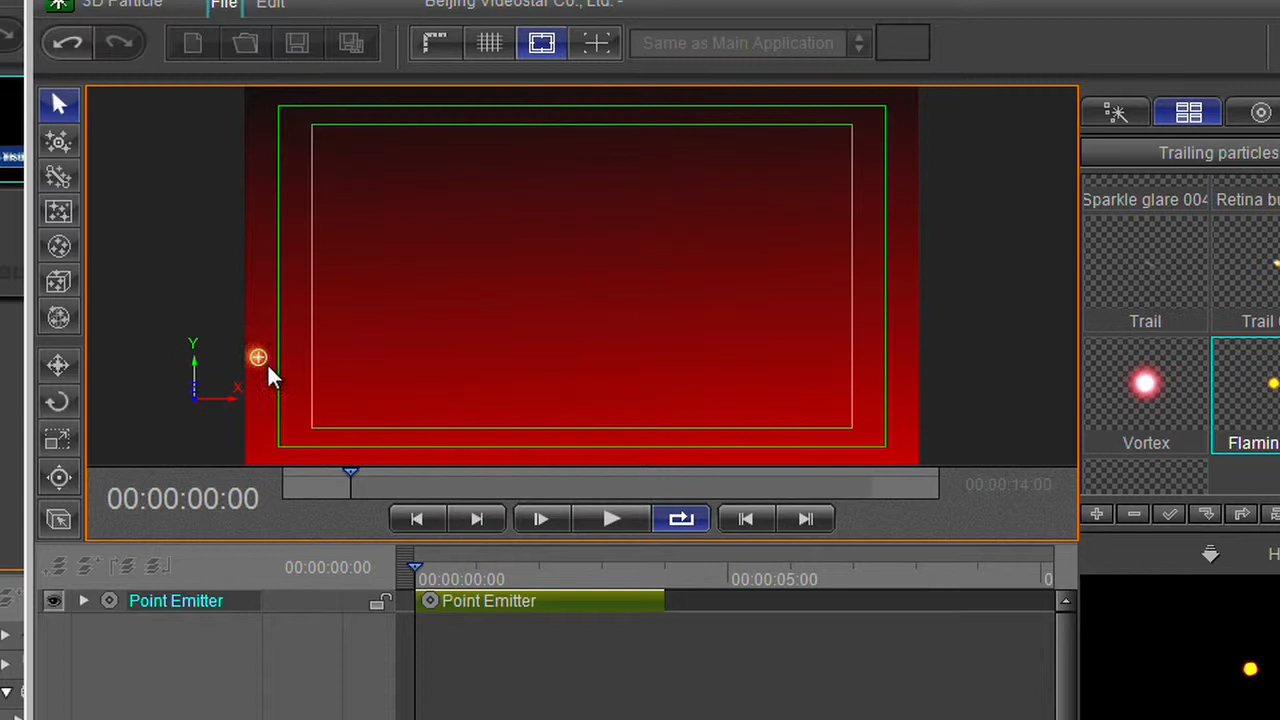 3D Particle File Edit Beijing Videostar Co., Ltd. -
Same as Main Application
Trailing particles
Sparkle glare 004 Retina bu
Y
X
Trail Trail
Vortex Flamin
00:00:00:00 00:00:14:00
00:00:00:00 00:00:00:00 00:00:05:00 0
Point Emitter Point Emitter
H